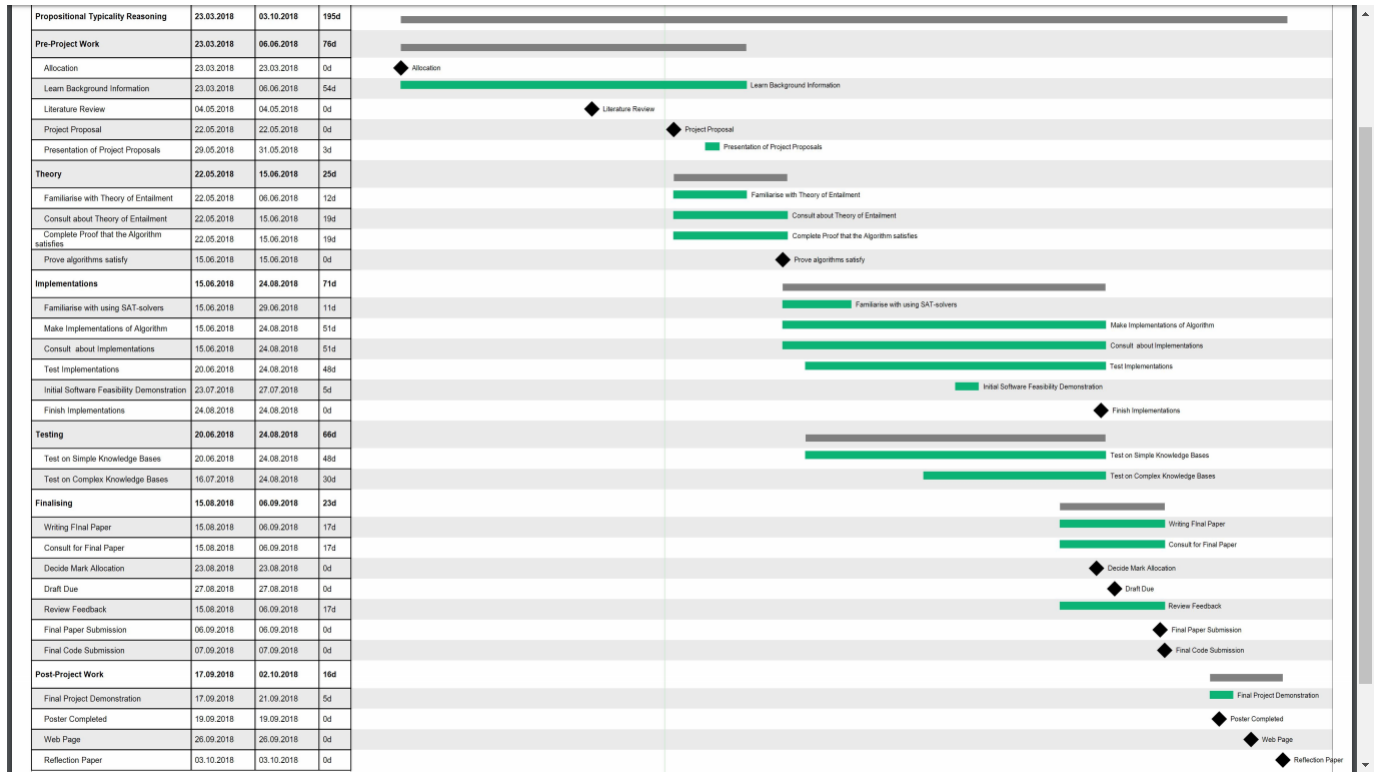 Propositional Typicality Reasoning 23.03.2018 03.10.2018 195d
Pre-Project Work 23.03.2018 06.06.2018 76d
Allocation 23.03.2018 23.03.2018 0d Allocation
Learn Background Information 23.03.2018 06.06.2018 54d Learn Background Information
Literature Review 04.05.2018 04.05.2018 0d Literature Review
Project Proposal 22.05.2018 22.05.2018 0d Project Proposal
Presentation of Project Proposals 29.05.2018 31.05.2018 3d Presentation of Project Proposals
Theory 22.05.2018 15.06.2018 25d
Familiarise with Theory of Entailment 22.05.2018 06.06.2018 12d Familiarise with Theory of Entailment
Consult about Theory of Entailment 22.05.2018 15.06.2018 19d Consult about Theory of Entailment
Complete Proof that the Algorithm
satisfies 22.05.2018 15.06.2018 19d Complete Proof that the Algorithm satisfies
Prove algorithms satisfy 15.06.2018 15.06.2018 0d Prove algorithms satisfy
Implementations 15.06.2018 24.08.2018 71d
Familiarise with using SAT-solvers 15.06.2018 29.06.2018 11d Familiarise with using SAT-solvers
Make Implementations of Algorithm 15.06.2018 24.08.2018 51d Make Implementations of Algorithm
Consult about Implementations 15.06.2018 24.08.2018 51d Consult about Implementations
Test Implementations 20.06.2018 24.08.2018 48d Test Implementations
Initial Software Feasibility Demonstration 23.07.2018 27.07.2018 5d Initial Software Feasibility Demonstration
Finish Implementations 24.08.2018 24.08.2018 0d Finish Implementations
Testing 20.06.2018 24.08.2018 66d
Test on Simple Knowledge Bases 20.06.2018 24.08.2018 48d Test on Simple Knowledge Bases
Test on Complex Knowledge Bases 16.07.2018 24.08.2018 30d Test on Complex Knowledge Bases
Finalising 15.08.2018 06.09.2018 23d
Writing FInal Paper 15.08.2018 06.09.2018 17d Writing FInal Paper
Consult for Final Paper 15.08.2018 06.09.2018 17d Consult for Final Paper
Decide Mark Allocation 23.08.2018 23.08.2018 0d Decide Mark Allocation
Draft Due 27.08.2018 27.08.2018 0d Draft Due
Review Feedback 15.08.2018 06.09.2018 17d Review Feedback
Final Paper Submission 06.09.2018 06.09.2018 0d Final Paper Submission
Final Code Submission 07.09.2018 07.09.2018 0d Final Code Submission
Post-Project Work 17.09.2018 02.10.2018 16d
Final Project Demonstration 17.09.2018 21.09.2018 5d Final Project Demonstration
Poster Completed 19.09.2018 19.09.2018 0d Poster Completed
Web Page 26.09.2018 26.09.2018 0d Web Page
Reflection Paper 03.10.2018 03.10.2018 0d Reflection Paper